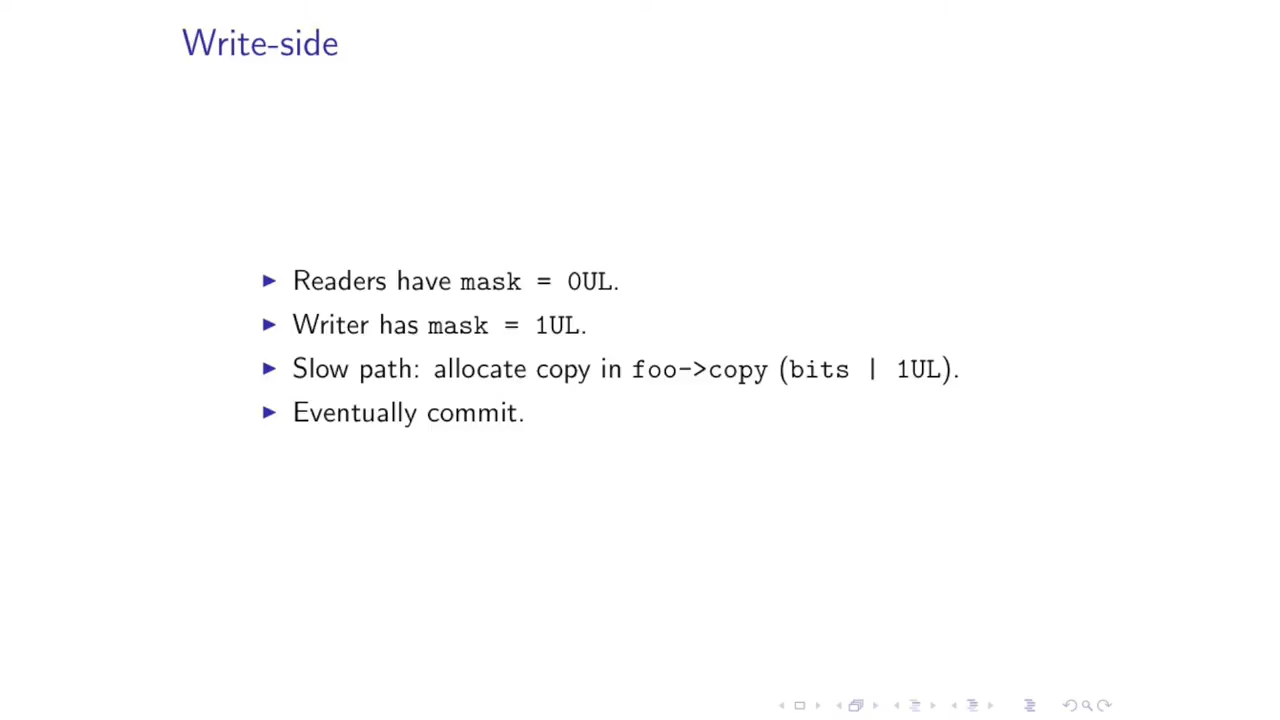 Write-side
Readers have mask = 0UL.
Writer has mask = 1UL.
Slow path: allocate copy in foo->copy (bits | 1UL).
Eventually commit.